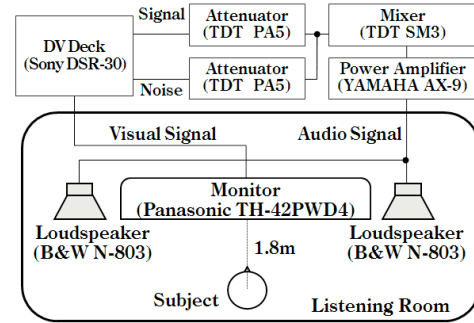 Signal
Attenuator
(TDT PA5)
Mixer
(TDT SM3)
DV Deck
(Sony DSR-30)
Noise
Attenuator
(TDT PA5)
Power Amplifier
(YAMAHA AX-9)
Visual Signal
Audio Signal
Monitor
(Panasonic TH-42PWD4)
Loudspeaker
(B&W N-803)
Loudspeaker
(B&W N-803)
1.8m
Subject
Listening Room